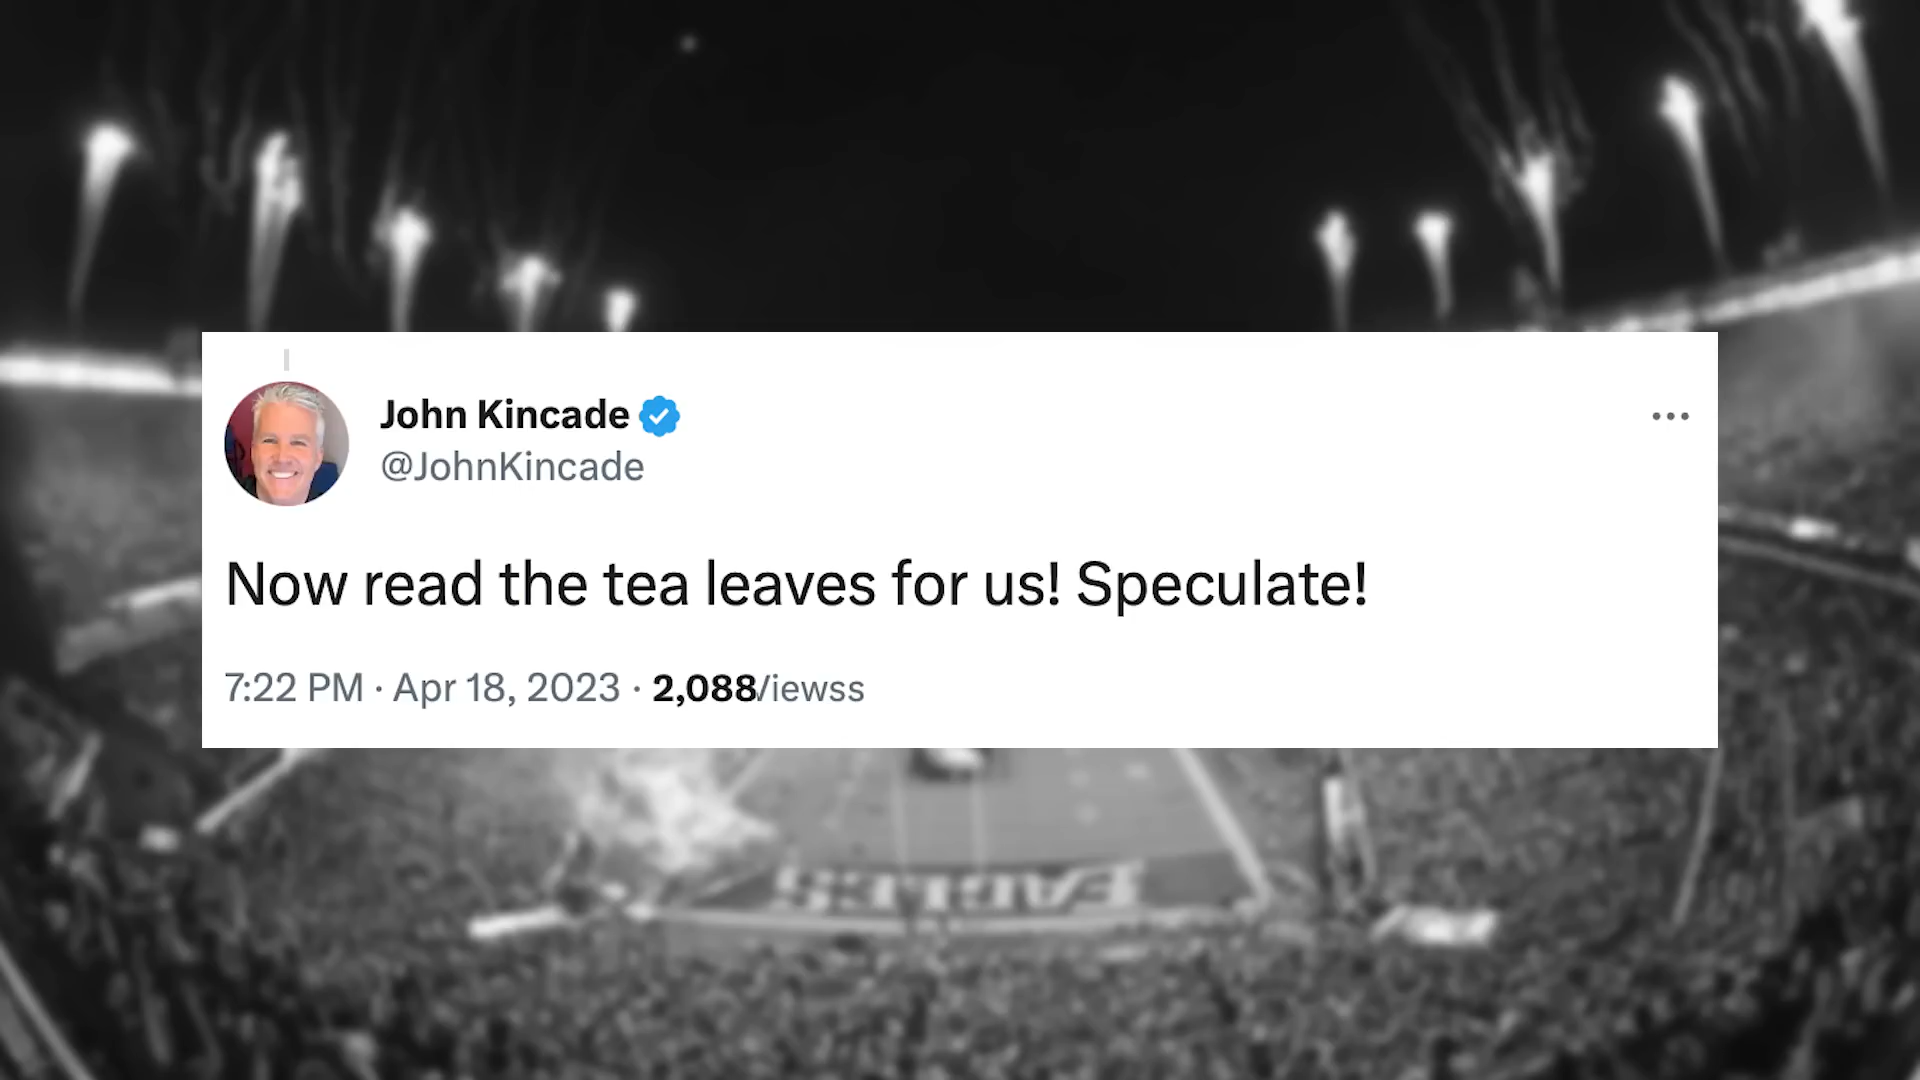 John Kincade
@JohnKincade
Now read the tea leaves for us! Speculate!
7:22 PM · Apr 18, 2023 · 2,088/iewss
EAGLES